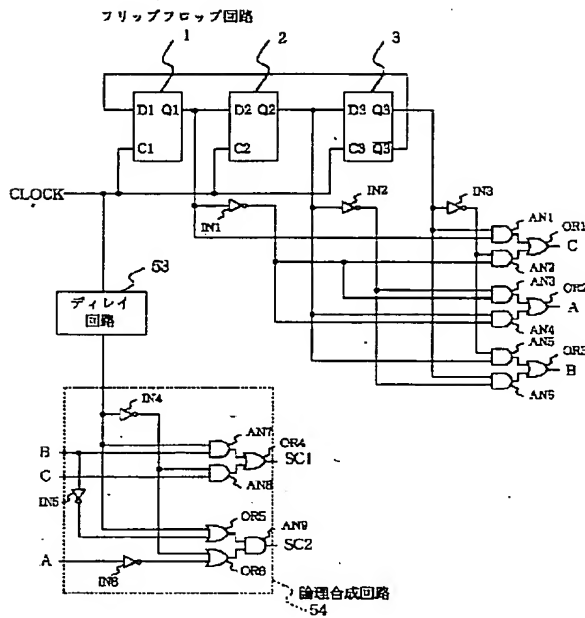 フリップフロップ回路
1 2 3
D1 Q1 D2 Q2 D3 Q3
C1 C2 C3 Q3
CLOCK
IN1
IN2
IN3
AN1
OR1
C
AN2
AN3
OR2
A
AN4
AN5
OR3
B
AN6
53
ディレイ
回路
IN4
AN7
OR4
B
SC1
C
AN8
IN5
OR5
AN9
SC2
A
IN6
OR6
論理合成回路
54